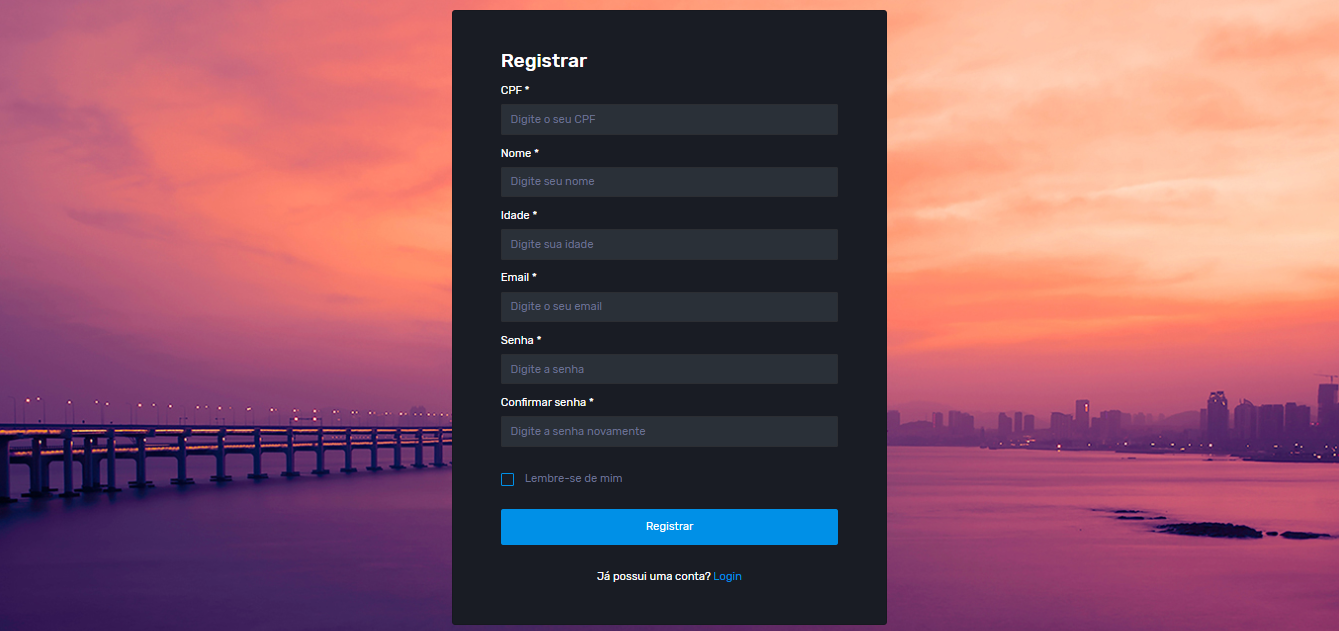 Registrar
CPF *
Digite o seu CPF
Nome *
Digite seu nome
Idade *
Digite sua idade
Email *
Digite o seu email
Senha *
Digite a senha
Confirmar senha *
Digite a senha novamente
Lembre-se de mim
Registrar
Já possui uma conta? Login